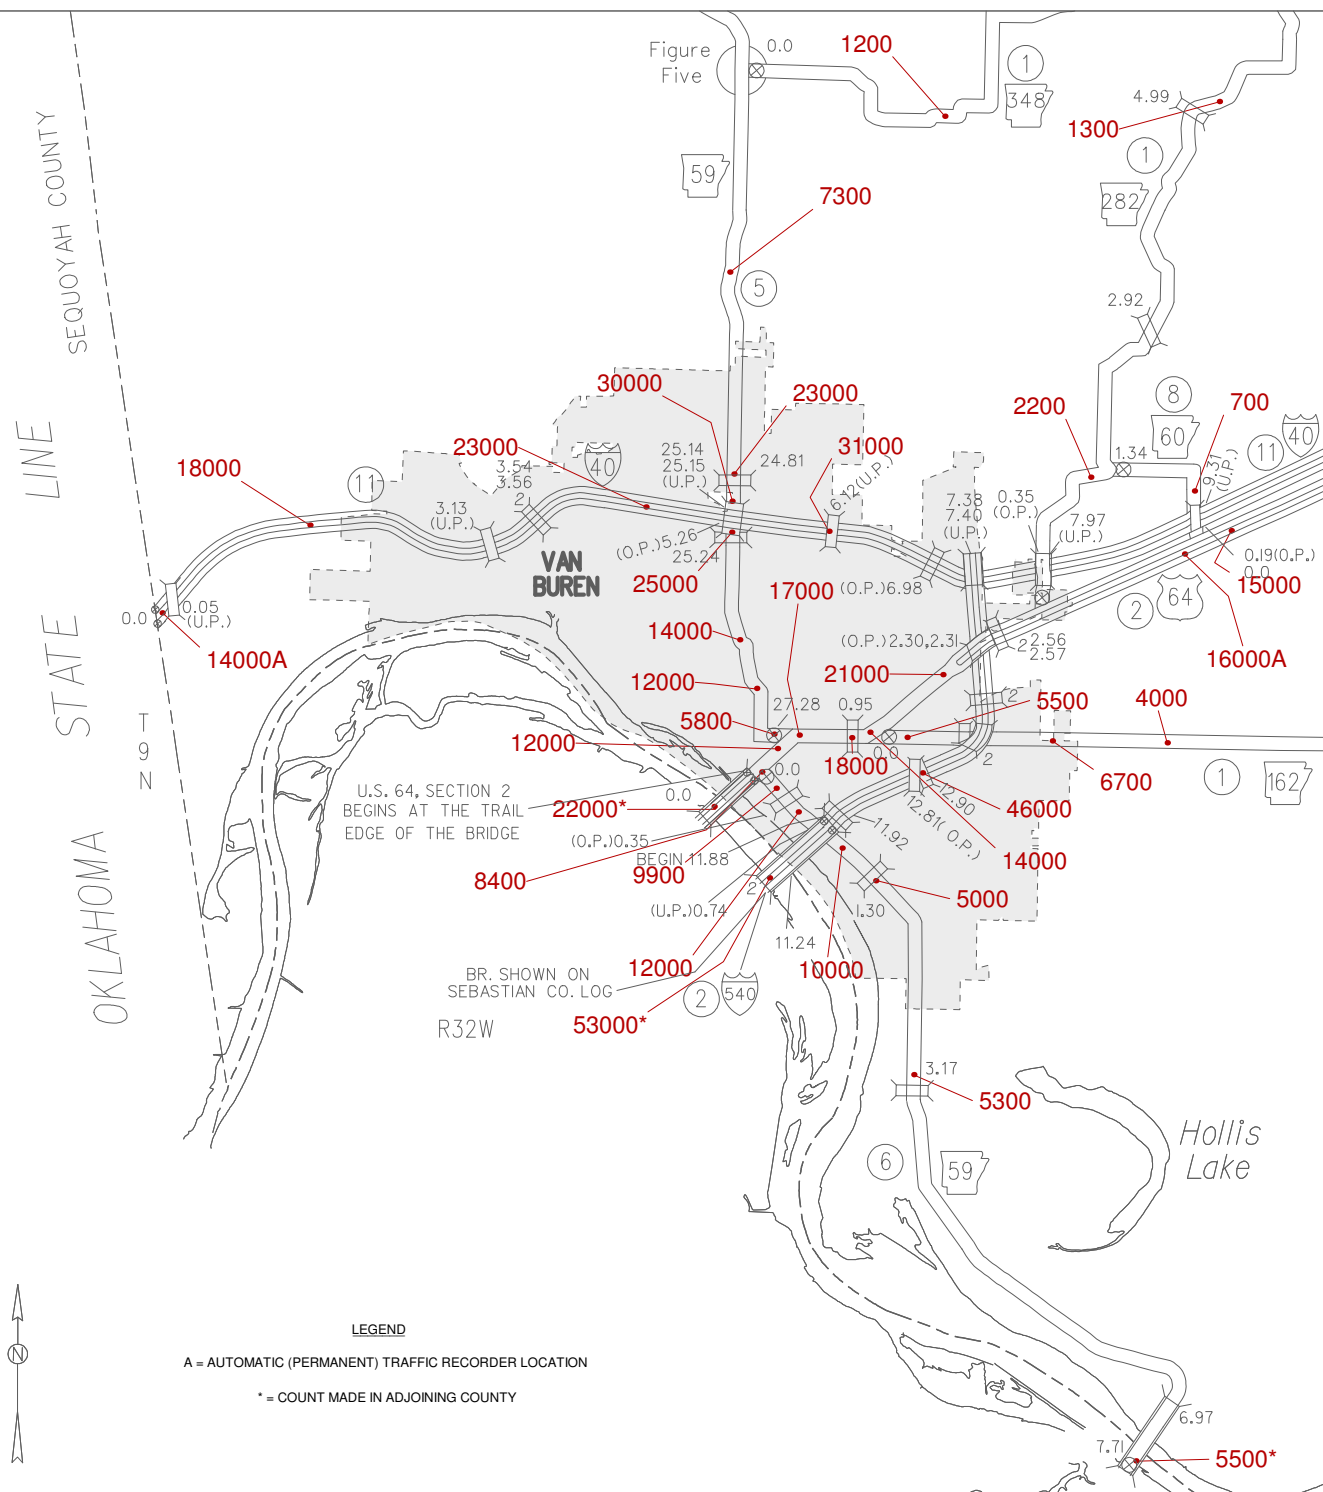 Figure
Five
0.0
1200
1
348
4.99
1300
1
282
SEQUOYAH COUNTY
59
7300
5
2.92
30000
23000
2200
8
60
700
11
40
23000
31000
18000
11
3.54
3.56
2
40
25.14
25.15
(U.P.)
24.81
6.12(U.P.)
1.34
9.31
(U.P.)
3.13
(U.P.)
7.38
7.40
(U.P.)
0.35
(O.P.)
7.97
(U.P.)
LINE
(O.P.)5.26
25.24
VAN
BUREN
25000
17000
(O.P.)6.98
0.19(O.P.)
0.0
15000
2
64
0.0
0.05
(U.P.)
14000A
14000
(O.P.)2.30,2.31
2
2.56
2.57
16000A
STATE
21000
12000
27.28
0.95
2
5500
4000
T
9
N
5800
12000
18000
0.0
2
6700
1
162
0.0
0.0
U.S. 64, SECTION 2
BEGINS AT THE TRAIL
EDGE OF THE BRIDGE
22000*
46000
12.90
12.81( O.P.)
(O.P.)0.35
11.92
BEGIN 11.88
14000
8400
9900
2
5000
OKLAHOMA
(U.P.)0.74
1.30
11.24
12000
10000
BR. SHOWN ON
SEBASTIAN CO. LOG
2
540
53000*
R32W
3.17
5300
Hollis
Lake
6
59
N
LEGEND
A = AUTOMATIC (PERMANENT) TRAFFIC RECORDER LOCATION
* = COUNT MADE IN ADJOINING COUNTY
6.97
7.71
5500*